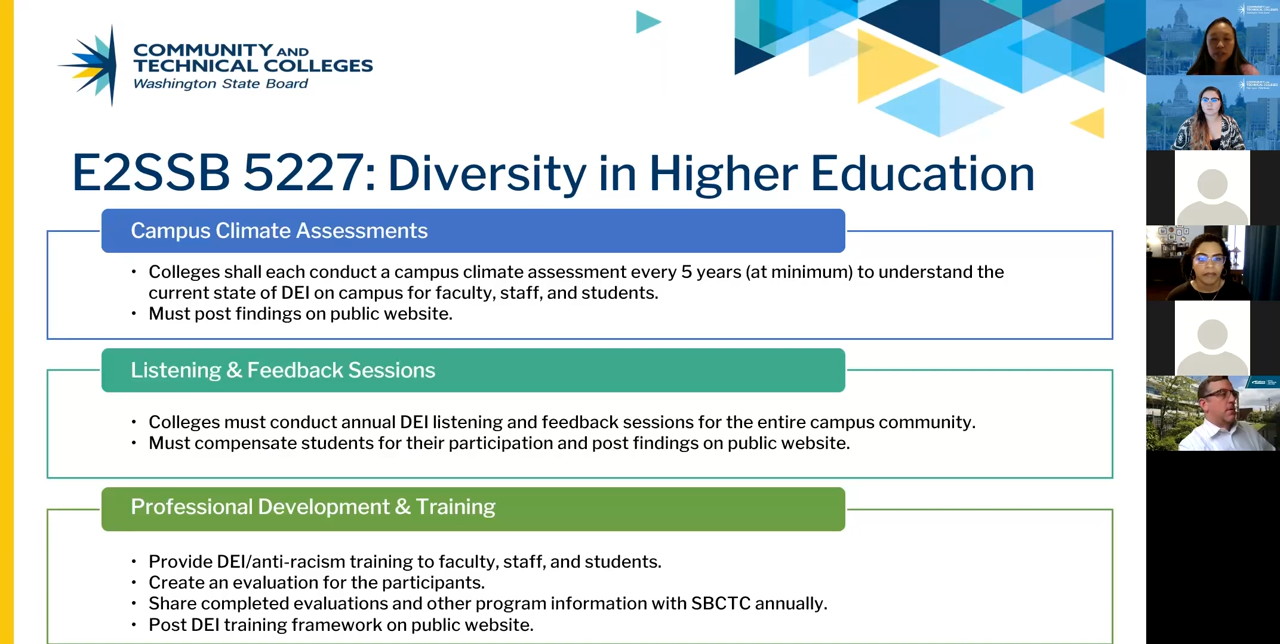 COMMUNITY AND
TECHNICAL COLLEGES
Washington State Board
E2SSB 5227: Diversity in Higher Education
Campus Climate Assessments
• Colleges shall each conduct a campus climate assessment every 5 years (at minimum) to understand the
current state of DEI on campus for faculty, staff, and students.
• Must post findings on public website.
Listening & Feedback Sessions
• Colleges must conduct annual DEI listening and feedback sessions for the entire campus community.
• Must compensate students for their participation and post findings on public website.
Professional Development & Training
• Provide DEI/anti-racism training to faculty, staff, and students.
• Create an evaluation for the participants.
• Share completed evaluations and other program information with SBCTC annually.
• Post DEI training framework on public website.